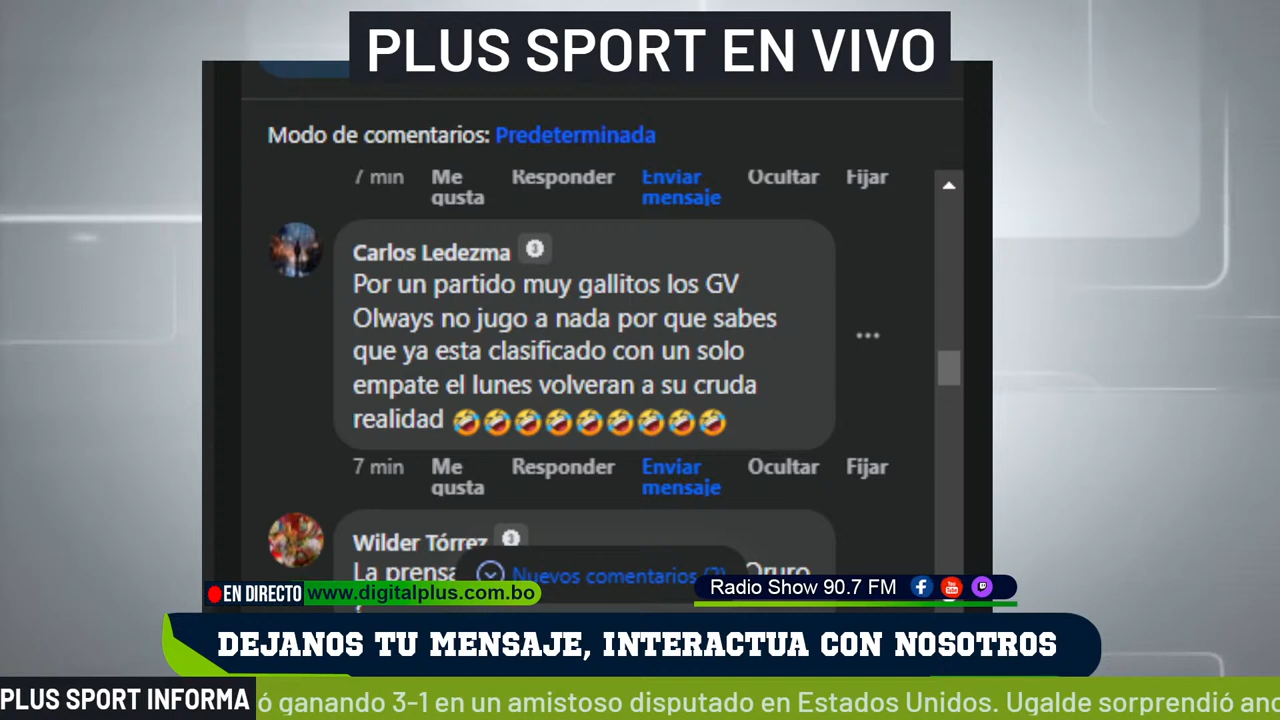 PLUS SPORT EN VIVO
Modo de comentarios: Predeterminada
7 min Me gusta Responder Enviar mensaje Ocultar Fijar
Carlos Ledezma
Por un partido muy gallitos los GV
Olways no jugo a nada por que sabes
que ya esta clasificado con un solo
empate el lunes volveran a su cruda
realidad 🤣🤣🤣🤣🤣🤣🤣🤣🤣
7 min Me gusta Responder Enviar mensaje Ocultar Fijar
Wilder Tórrez
La prensa Oruro
Nuevos comentarios
EN DIRECTO www.digitalplus.com.bo
Radio Show 90.7 FM
DEJANOS TU MENSAJE, INTERACTUA CON NOSOTROS
PLUS SPORT INFORMA ó ganando 3-1 en un amistoso disputado en Estados Unidos. Ugalde sorprendió